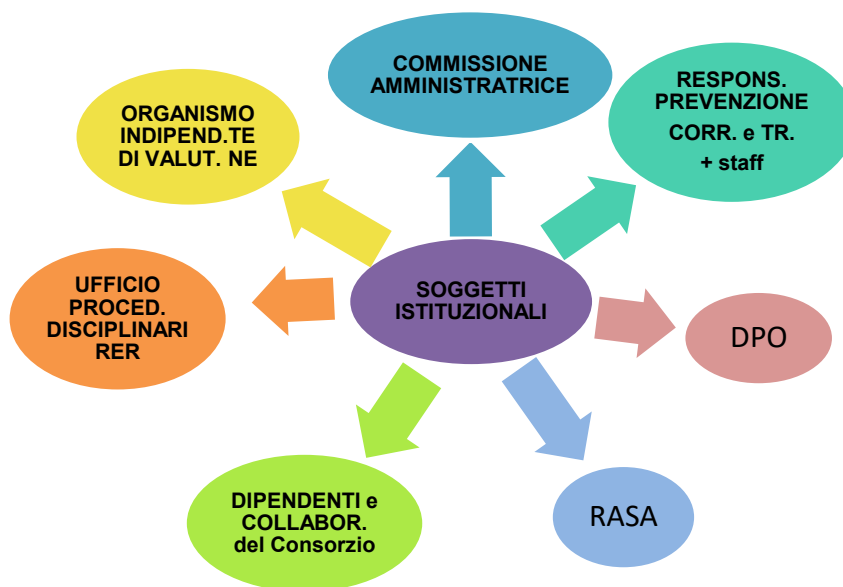 COMMISSIONE
AMMINISTRATRICE
RESPONS.
PREVENZIONE
CORR. e TR.
+ staff
ORGANISMO
INDIPEND.TE
DI VALUT. NE
SOGGETTI
ISTITUZIONALI
UFFICIO
PROCED.
DISCIPLINARI
RER
DPO
DIPENDENTI e
COLLABOR.
del Consorzio
RASA